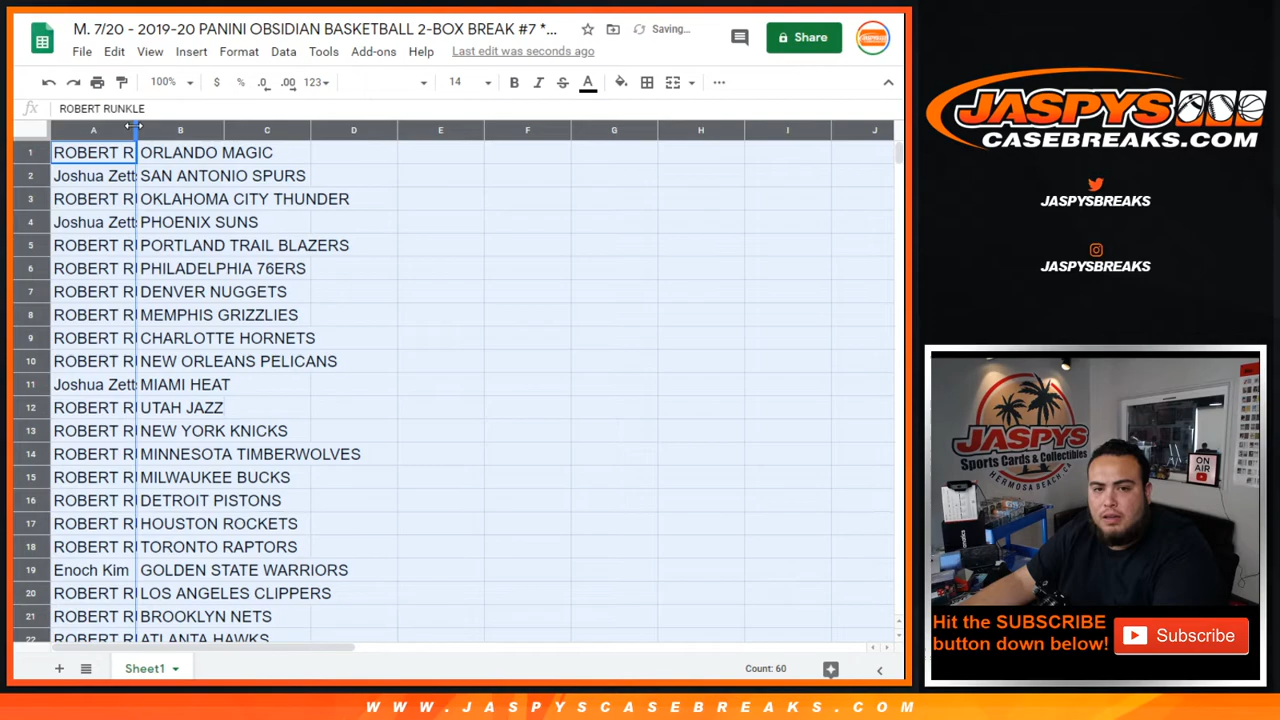 M. 7/20 - 2019-20 PANINI OBSIDIAN BASKETBALL 2-BOX BREAK #7 *...
Saving...
Share
File Edit View Insert Format Data Tools Add-ons Help Last edit was seconds ago
100% $ % .0 .00 123 14 B I S A
fx ROBERT RUNKLE
A B C D E F G H I J
1 ROBERT R ORLANDO MAGIC
2 Joshua Zett SAN ANTONIO SPURS
3 ROBERT R OKLAHOMA CITY THUNDER
4 Joshua Zett PHOENIX SUNS
5 ROBERT R PORTLAND TRAIL BLAZERS
6 ROBERT R PHILADELPHIA 76ERS
7 ROBERT R DENVER NUGGETS
8 ROBERT R MEMPHIS GRIZZLIES
9 ROBERT R CHARLOTTE HORNETS
10 ROBERT R NEW ORLEANS PELICANS
11 Joshua Zett MIAMI HEAT
12 ROBERT R UTAH JAZZ
13 ROBERT R NEW YORK KNICKS
14 ROBERT R MINNESOTA TIMBERWOLVES
15 ROBERT R MILWAUKEE BUCKS
16 ROBERT R DETROIT PISTONS
17 ROBERT R HOUSTON ROCKETS
18 ROBERT R TORONTO RAPTORS
19 Enoch Kim GOLDEN STATE WARRIORS
20 ROBERT R LOS ANGELES CLIPPERS
21 ROBERT R BROOKLYN NETS
22 ROBERT R ATLANTA HAWKS
Sheet1
Count: 60
JASPYS
CASEBREAKS.COM
JASPYSBREAKS
JASPYSBREAKS
JASPYS
Sports Cards & Collectibles
HERMOSA BEACH, CA
ON AIR
Hit the SUBSCRIBE
button down below!
Subscribe
WWW.JASPYSCASEBREAKS.COM